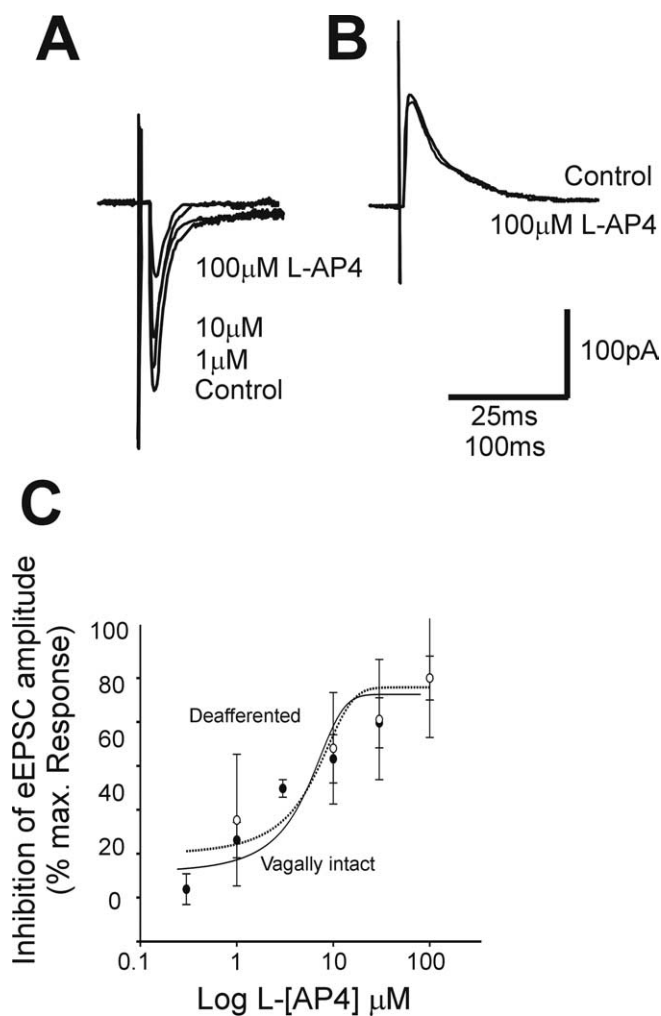 A
B
100μM L-AP4
10μM
1μM
Control
Control
100μM L-AP4
100pA
25ms
100ms
C
Inhibition of eEPSC amplitude
(% max. Response)
100
80
60
40
20
0
Deafferented
Vagally intact
0.1
1
10
100
Log L-[AP4] μM